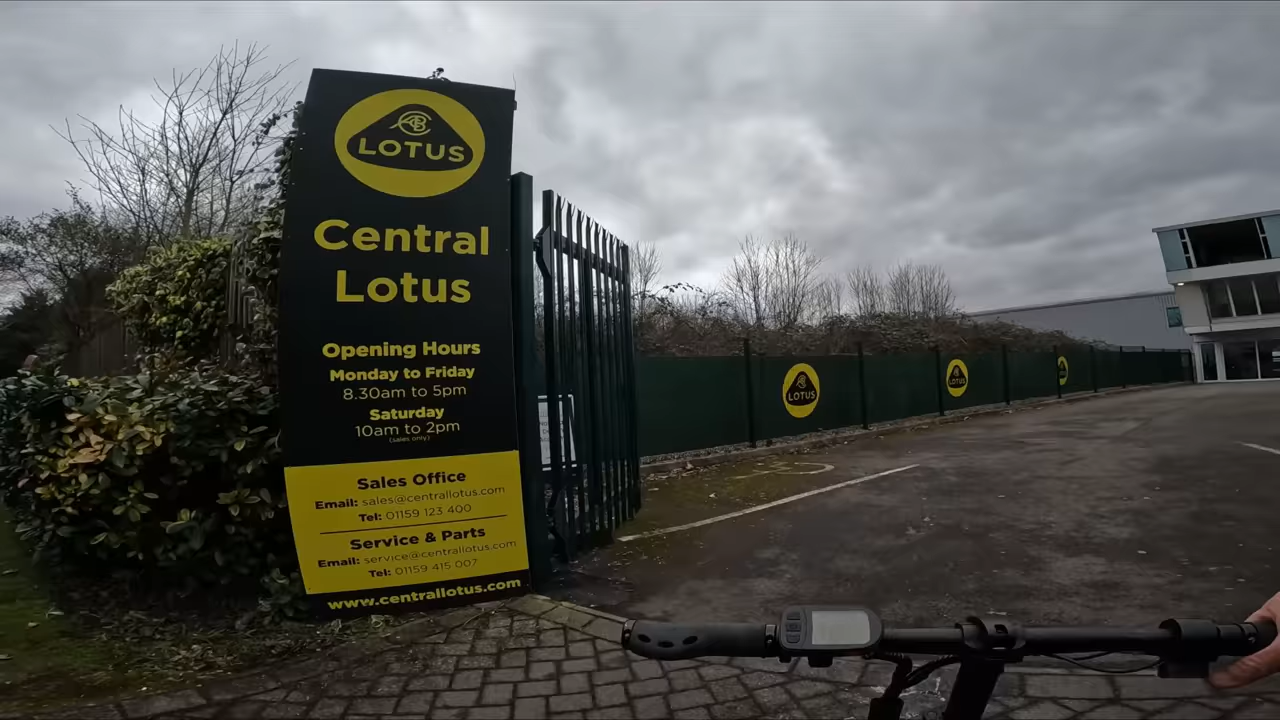 LOTUS
Central
Lotus
Opening Hours
Monday to Friday
8.30am to 5pm
Saturday
10am to 2pm
(sales only)
Sales Office
Email: sales@centrallotus.com
Tel: 01159 123 400
Service & Parts
Email: service@centrallotus.com
Tel: 01159 415 007
www.centrallotus.com
LOTUS
LOTUS
LOTUS